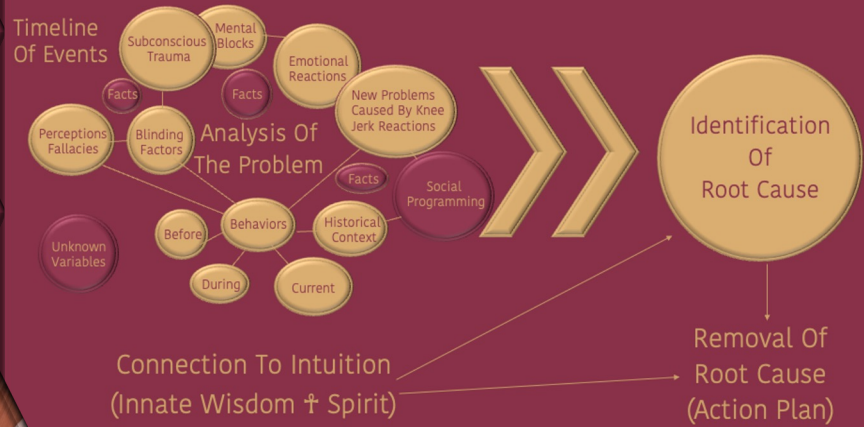 Timeline
Of Events
Subconscious
Trauma
Mental
Blocks
Emotional
Reactions
Facts
Facts
New Problems
Caused By Knee
Jerk Reactions
Perceptions
Fallacies
Blinding
Factors
Analysis Of
The Problem
Facts
Social
Programming
Before
Behaviors
Historical
Context
Unknown
Variables
During
Current
Identification
Of
Root Cause
Connection To Intuition
(Innate Wisdom ☥ Spirit)
Removal Of
Root Cause
(Action Plan)